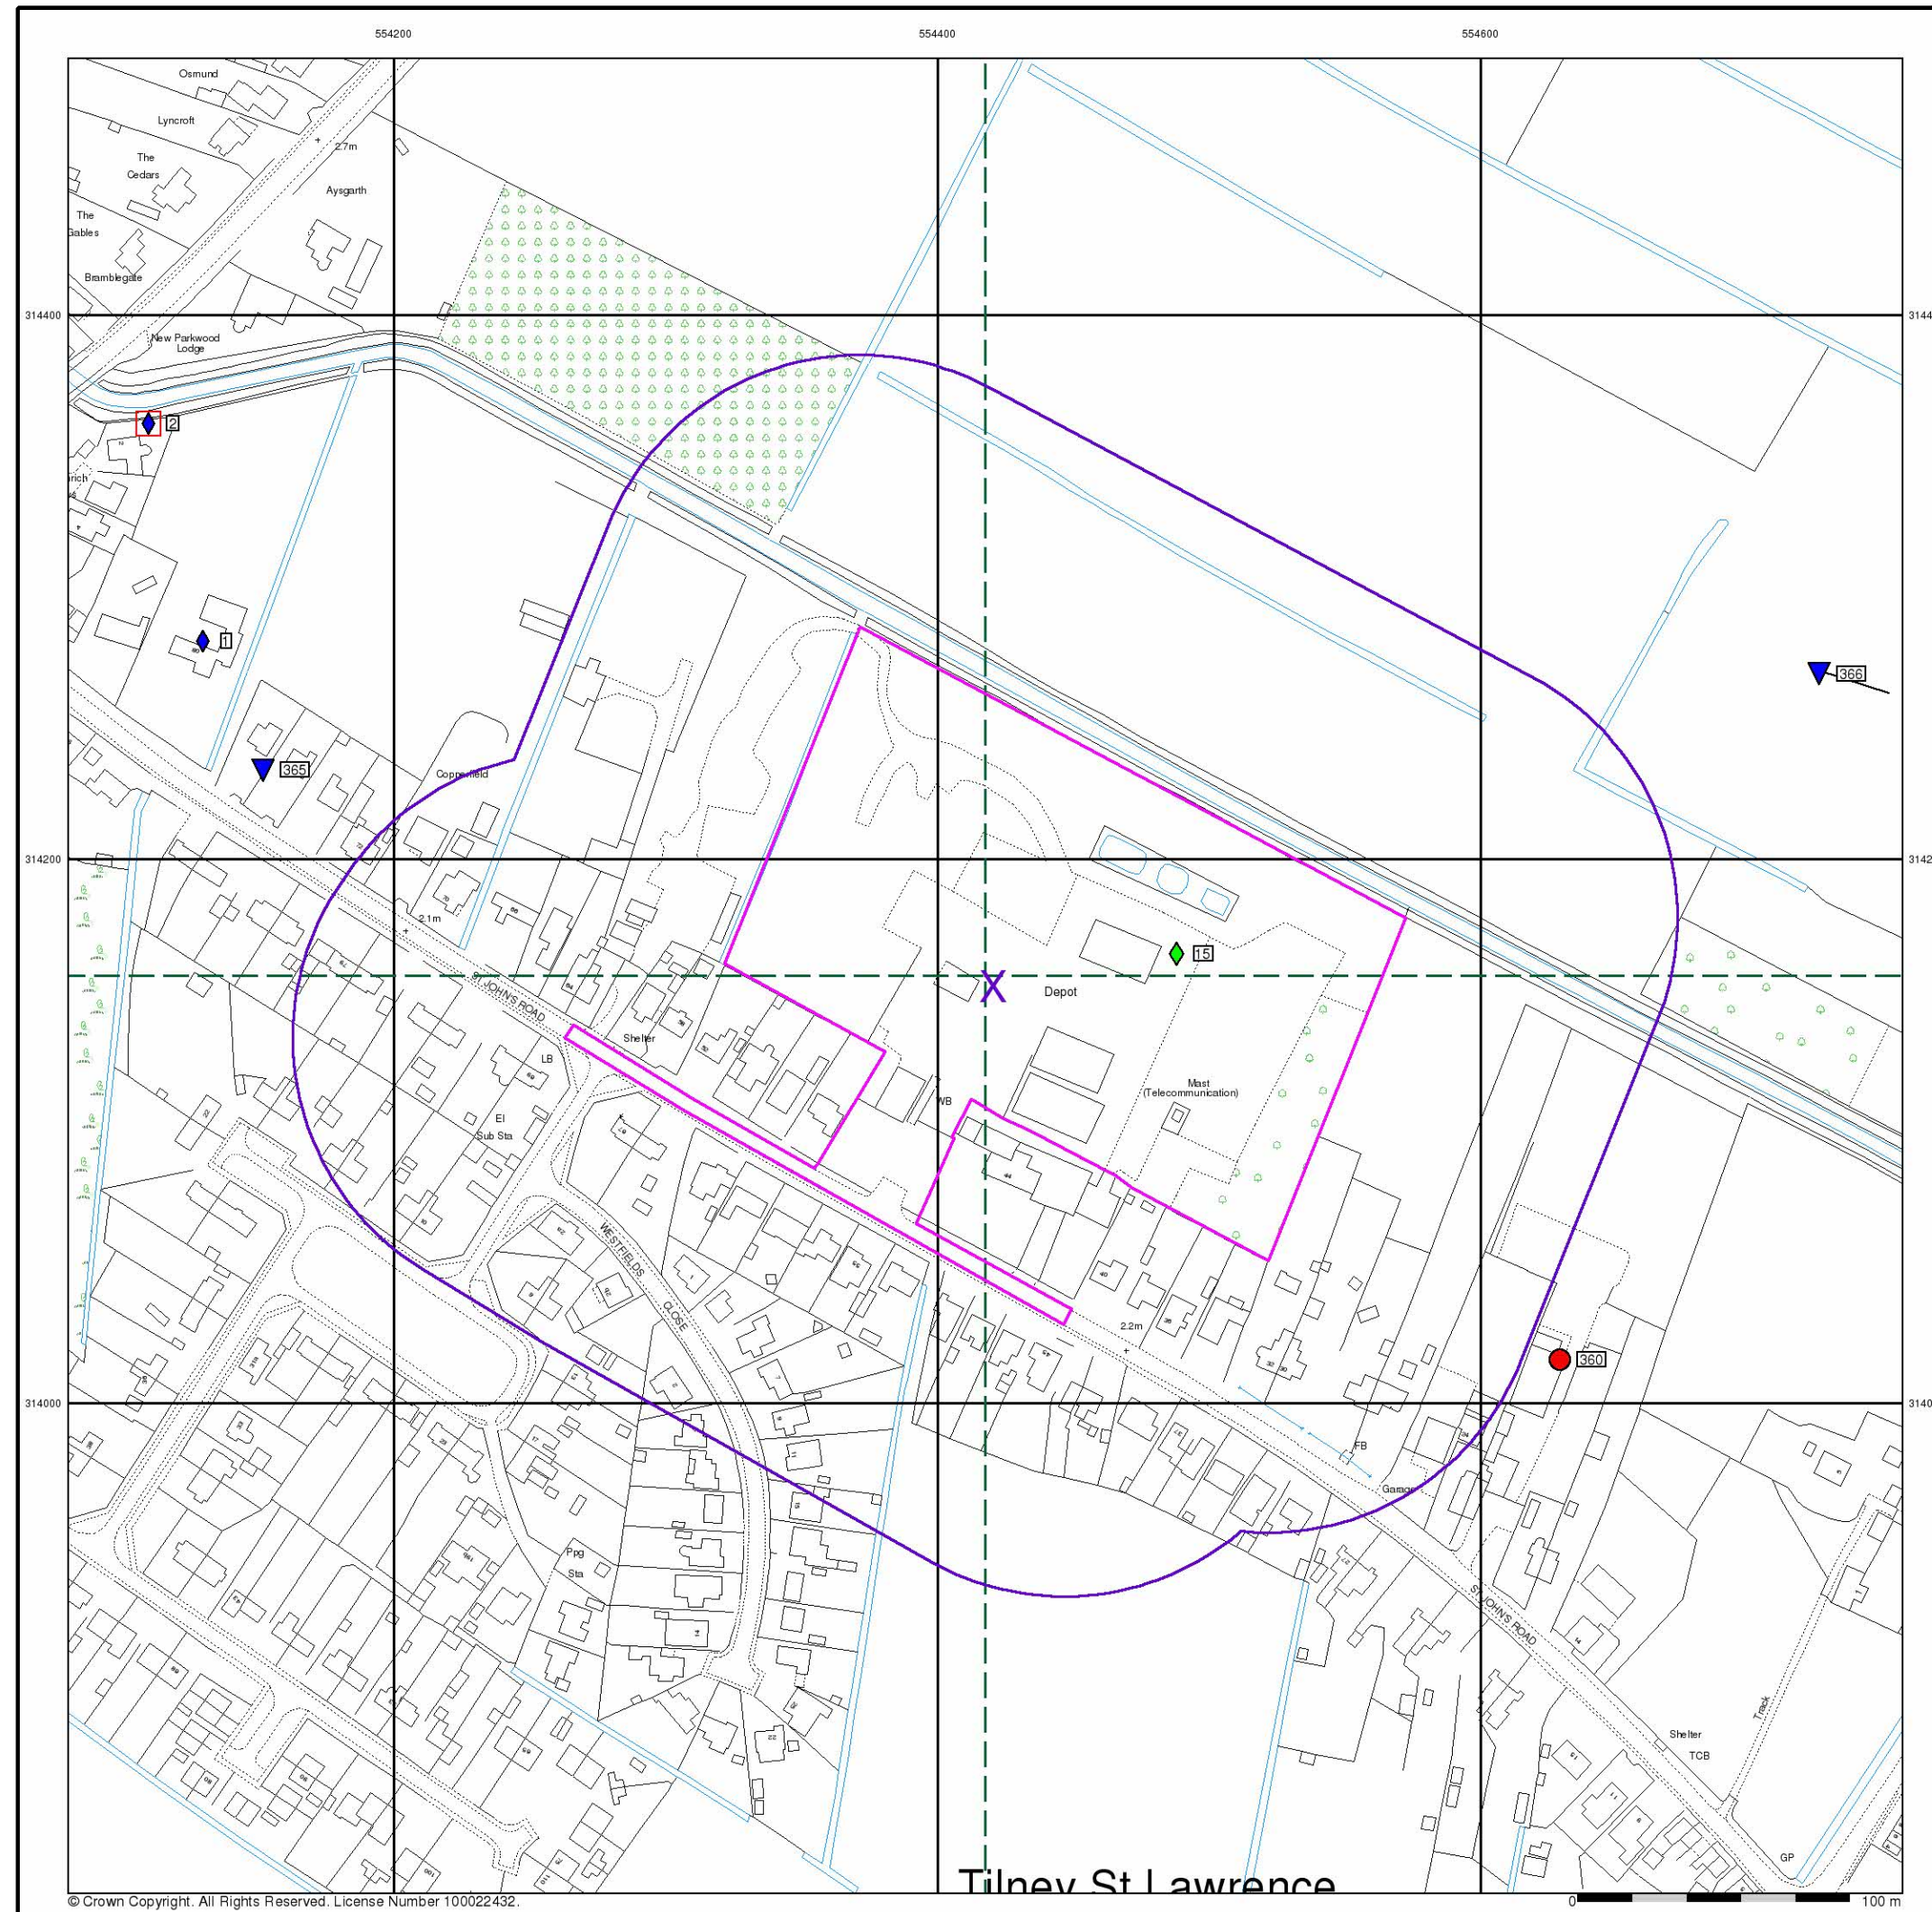 554200 554400 554600
Osmund
Lyncroft
2.7m
The
Cedars
Aysgarth
The
Gables
Bramblegate
314400
New Parkwood
Lodge
2
1
366
365
Copperfield
314200
2.1m
15
ST JOHN'S ROAD
X
Depot
Shelter
LB
Mast
(Telecommunication)
WB
El
Sub Sta
44
WESTFIELDS
CLOSE
40
2.2m
360
314000
FB
Garage
Ppg
Sta
ST JOHN'S ROAD
Track
Shelter
TCB
22
GP
Tilney St Lawrence
© Crown Copyright. All Rights Reserved. License Number 100022432.
0 100 m